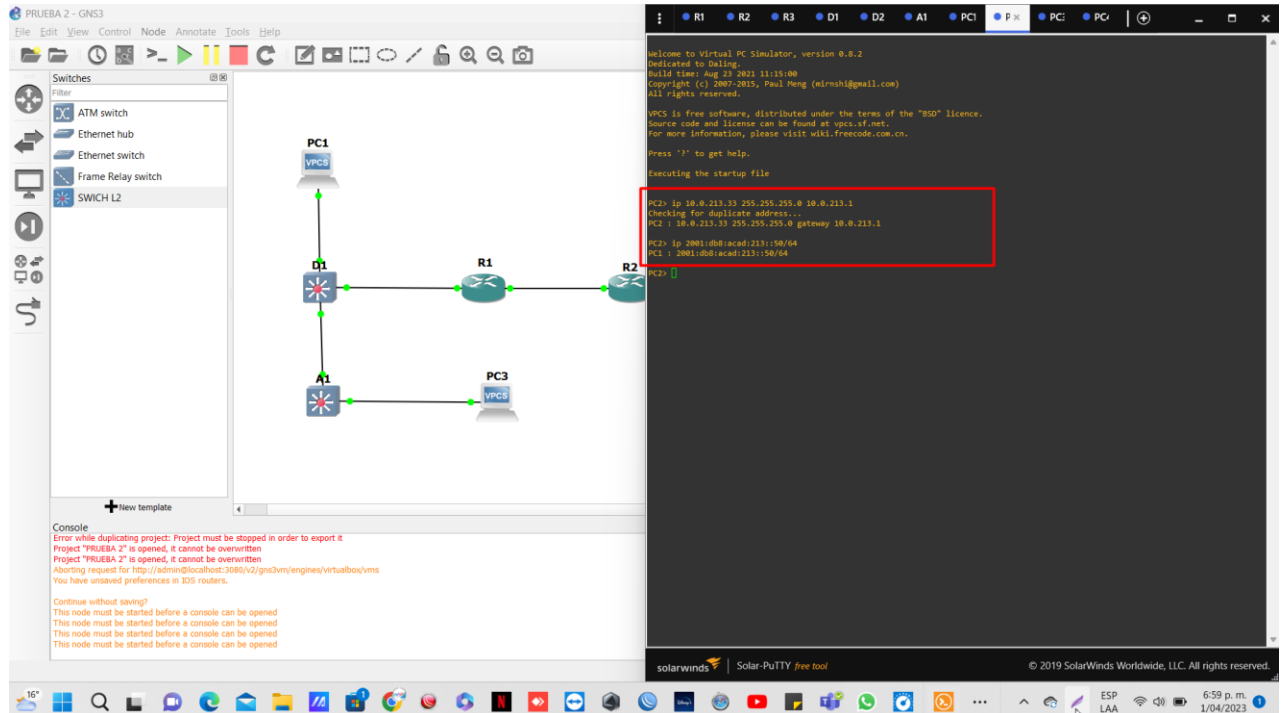 PRUEBA 2 - GNS3
File Edit View Control Node Annotate Tools Help
Switches
Filter
ATM switch
Ethernet hub
Ethernet switch
Frame Relay switch
SWICH L2
New template
PC1
VPCS
D1
R1
R2
A1
PC3
VPCS
Console
Error while duplicating project: Project must be stopped in order to export it
Project "PRUEBA 2" is opened, it cannot be overwritten
Project "PRUEBA 2" is opened, it cannot be overwritten
Aborting request for http://admin@localhost:3080/v2/gns3vm/engines/virtualbox/vms
You have unsaved preferences in IOS routers.
Continue without saving?
This node must be started before a console can be opened
This node must be started before a console can be opened
This node must be started before a console can be opened
This node must be started before a console can be opened
R1 R2 R3 D1 D2 A1 PC1 P PC PC
Welcome to Virtual PC Simulator, version 0.8.2
Dedicated to Daling.
Build time: Aug 23 2021 11:15:00
Copyright (c) 2007-2015, Paul Meng (mirnshi@gmail.com)
All rights reserved.
VPCS is free software, distributed under the terms of the "BSD" licence.
Source code and license can be found at vpcs.sf.net.
For more information, please visit wiki.freecode.com.cn.
Press '?' to get help.
Executing the startup file
PC2> ip 10.0.213.33 255.255.255.0 10.0.213.1
Checking for duplicate address...
PC2 : 10.0.213.33 255.255.255.0 gateway 10.0.213.1
PC2> ip 2001:db8:acad:213::50/64
PC1 : 2001:db8:acad:213::50/64
PC2>
solarwinds Solar-PuTTY free tool © 2019 SolarWinds Worldwide, LLC. All rights reserved.
16°
ESP
LAA
6:59 p. m.
1/04/2023